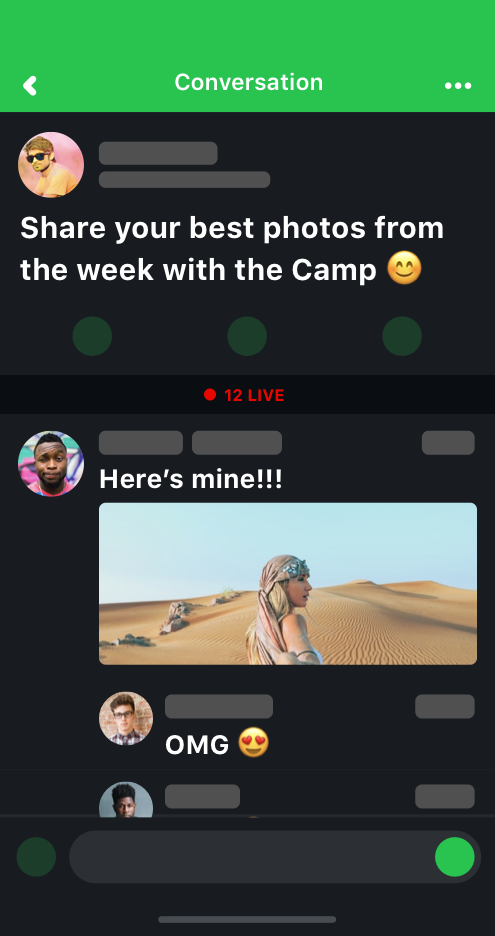 Conversation
Share your best photos from
the week with the Camp 😊
12 LIVE
Here’s mine!!!
OMG 😍